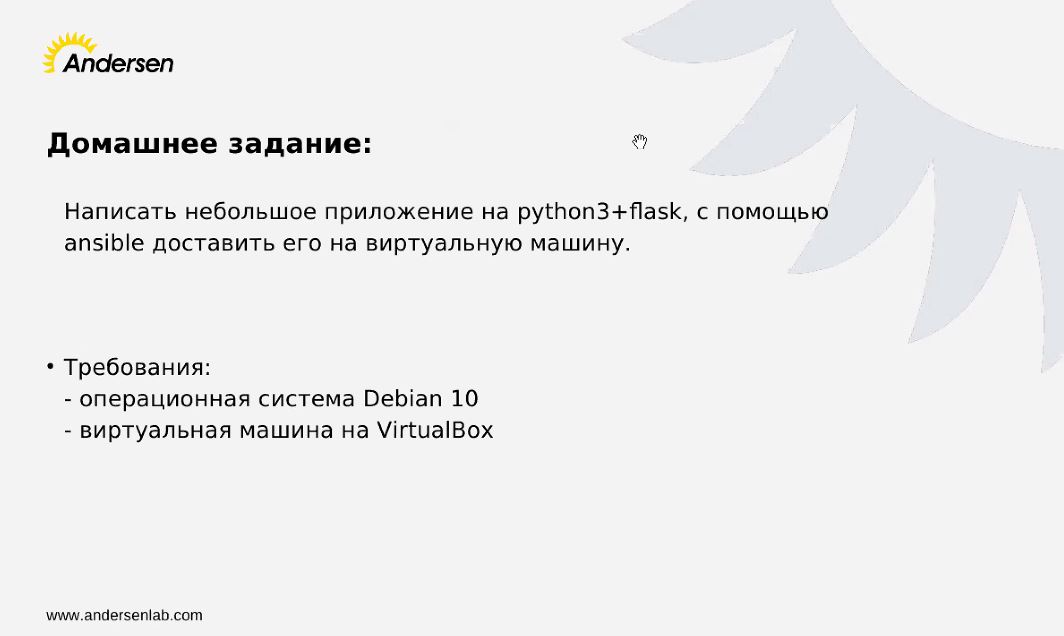 Andersen
Домашнее задание:
Написать небольшое приложение на python3+flask, с помощью
ansible доставить его на виртуальную машину.
• Требования:
- операционная система Debian 10
- виртуальная машина на VirtualBox
www.andersenlab.com